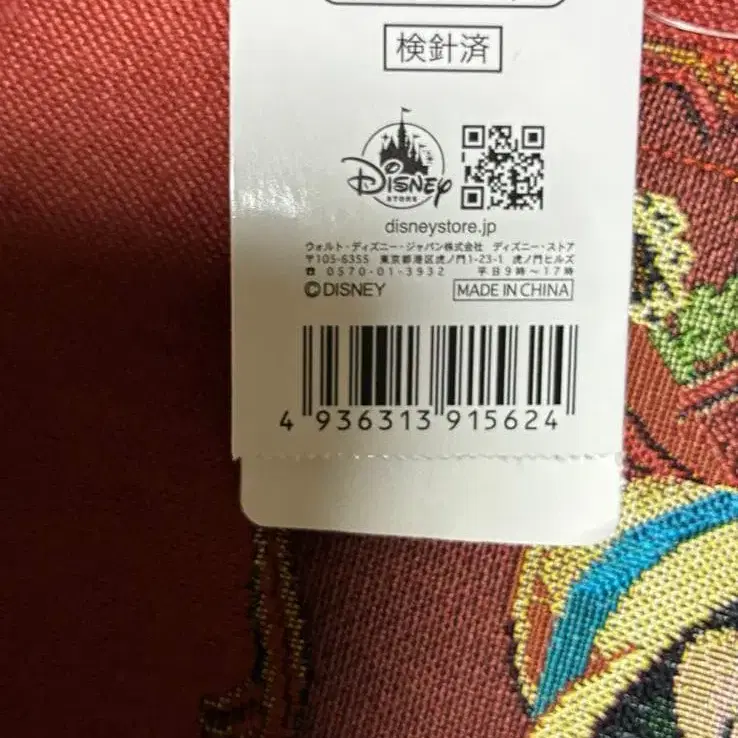 検針済
DISNEY
STORE
disneystore.jp
ウォルト・ディズニー・ジャパン株式会社 ディズニー・ストア
〒105-6355 東京都港区虎ノ門1-23-1 虎ノ門ヒルズ
☎ 0570-01-3932 平日9時~17時
©DISNEY MADE IN CHINA
4 936313 915624